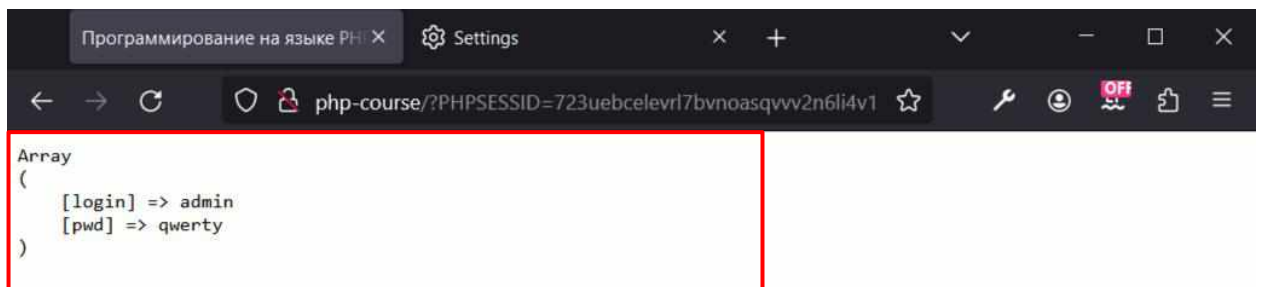 Программирование на языке PH
Settings
php-course/?PHPSESSID=723uebcelevrl7bvnoasqvvv2n6li4v1
OFF
Array
(
[login] => admin
[pwd] => qwerty
)